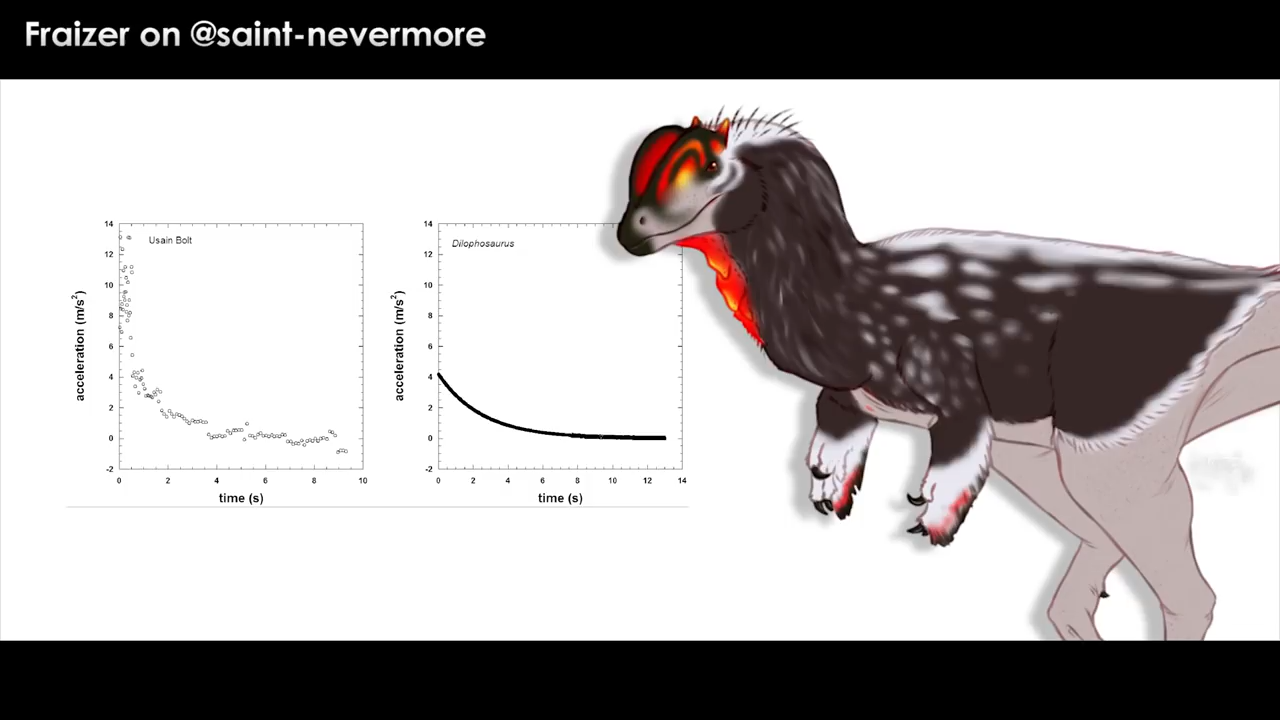 Fraizer on @saint-nevermore
14
12
10
8
6
4
2
0
-2
Usain Bolt
acceleration (m/s²)
0 2 4 6 8 10
time (s)
14
12
10
8
6
4
2
0
-2
Dilophosaurus
acceleration (m/s²)
0 2 4 6 8 10 12 14
time (s)